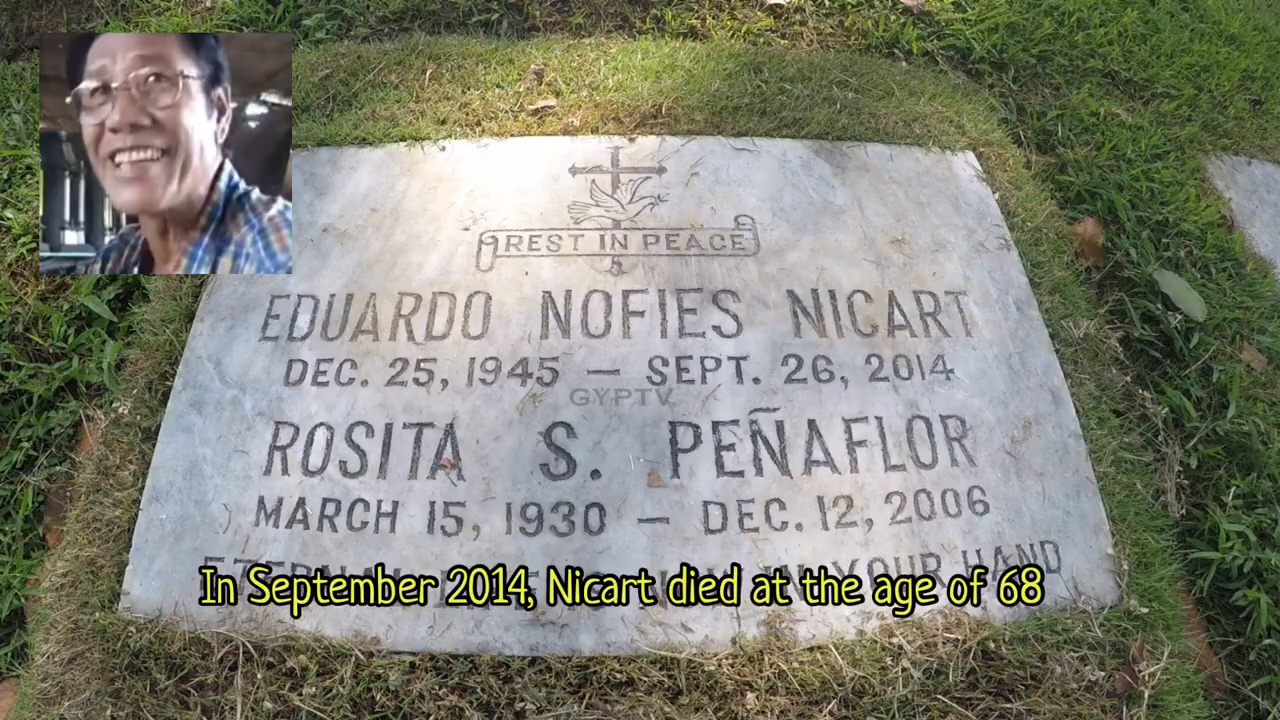 REST IN PEACE
EDUARDO NOFIES NICART
DEC. 25, 1945 — SEPT. 26, 2014
GYPTV
ROSITA S. PEÑAFLOR
MARCH 15, 1930 — DEC. 12, 2006
IN YOUR HAND
In September 2014, Nicart died at the age of 68